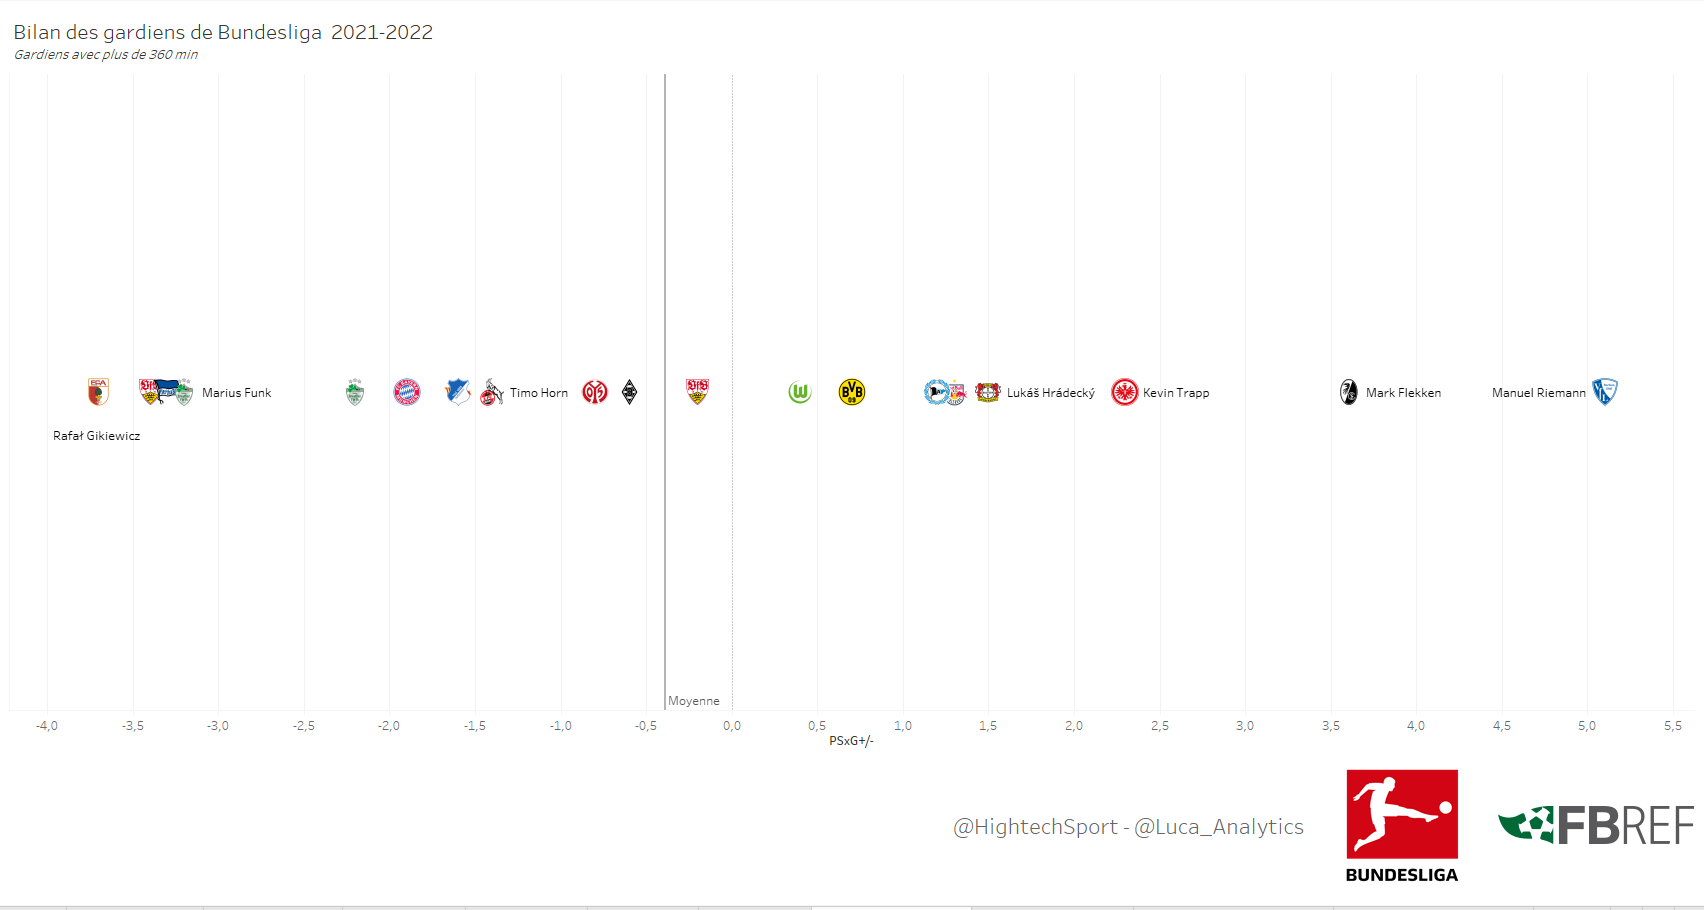 Bilan des gardiens de Bundesliga 2021-2022
Gardiens avec plus de 360 min
Marius Funk
Timo Horn
BVB
09
Lukáš Hrádecký
Kevin Trapp
Mark Flekken
Manuel Riemann
Rafał Gikiewicz
Moyenne
-4,0 -3,5 -3,0 -2,5 -2,0 -1,5 -1,0 -0,5 0,0 0,5 1,0 1,5 2,0 2,5 3,0 3,5 4,0 4,5 5,0 5,5
PSxG+/-
@HightechSport - @Luca_Analytics
BUNDESLIGA
FBREF